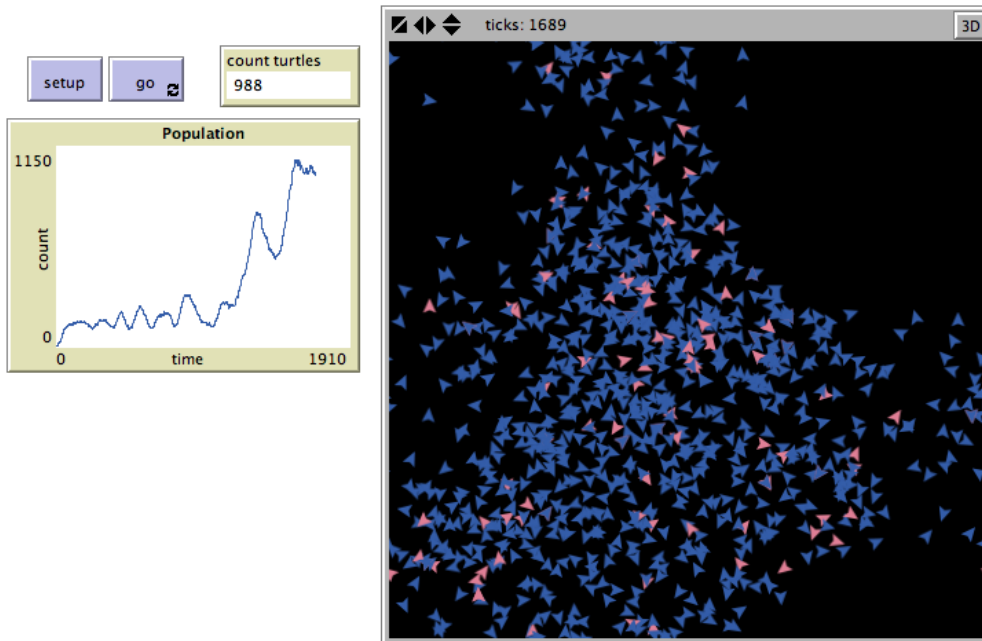 ticks: 1689
3D
count turtles
setup
go
988
Population
1150
count
0
0
time
1910